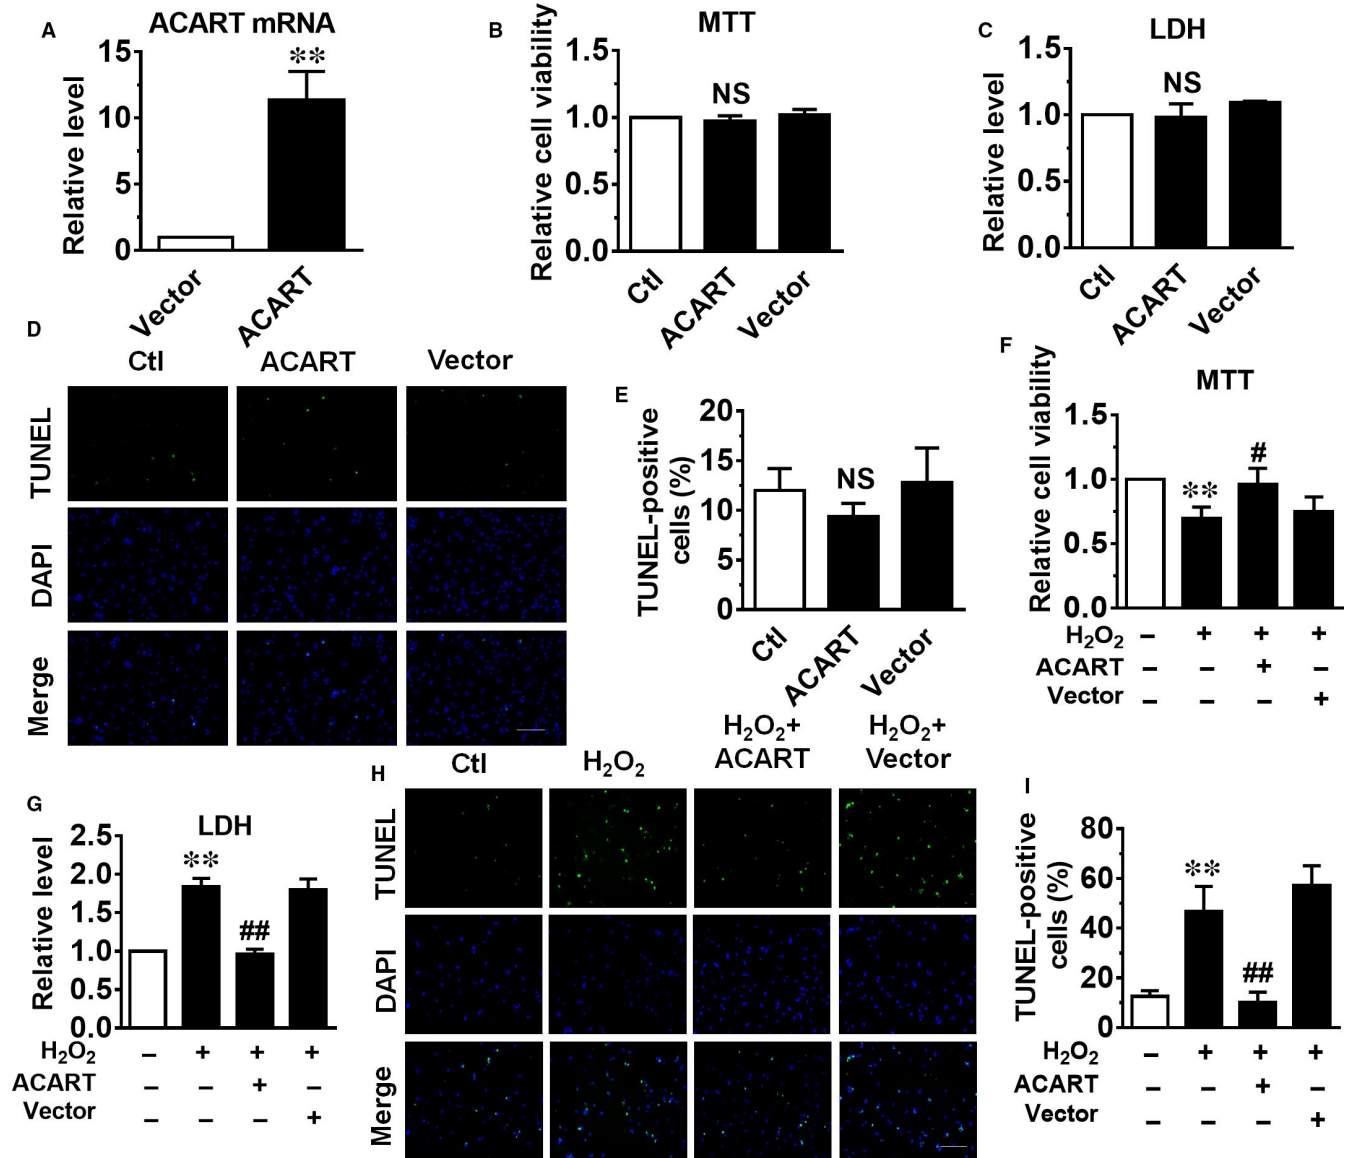 A
ACART mRNA
Relative level
15
10
5
0
**
Vector
ACART
B
MTT
Relative cell viability
1.5
1.0
0.5
0.0
NS
Ctl
ACART
Vector
C
LDH
Relative level
1.5
1.0
0.5
0.0
NS
Ctl
ACART
Vector
D
Ctl ACART Vector
TUNEL
DAPI
Merge
E
TUNEL-positive
cells (%)
20
15
10
5
0
NS
Ctl
ACART
Vector
F
MTT
Relative cell viability
1.5
1.0
0.5
0.0
**
#
H₂O₂ – + + +
ACART – – + –
Vector – – – +
G
LDH
Relative level
2.5
2.0
1.5
1.0
0.5
0.0
**
##
H₂O₂ – + + +
ACART – – + –
Vector – – – +
H
Ctl H₂O₂ H₂O₂+ ACART H₂O₂+ Vector
TUNEL
DAPI
Merge
I
TUNEL-positive
cells (%)
80
60
40
20
0
**
##
H₂O₂ – + + +
ACART – – + –
Vector – – – +